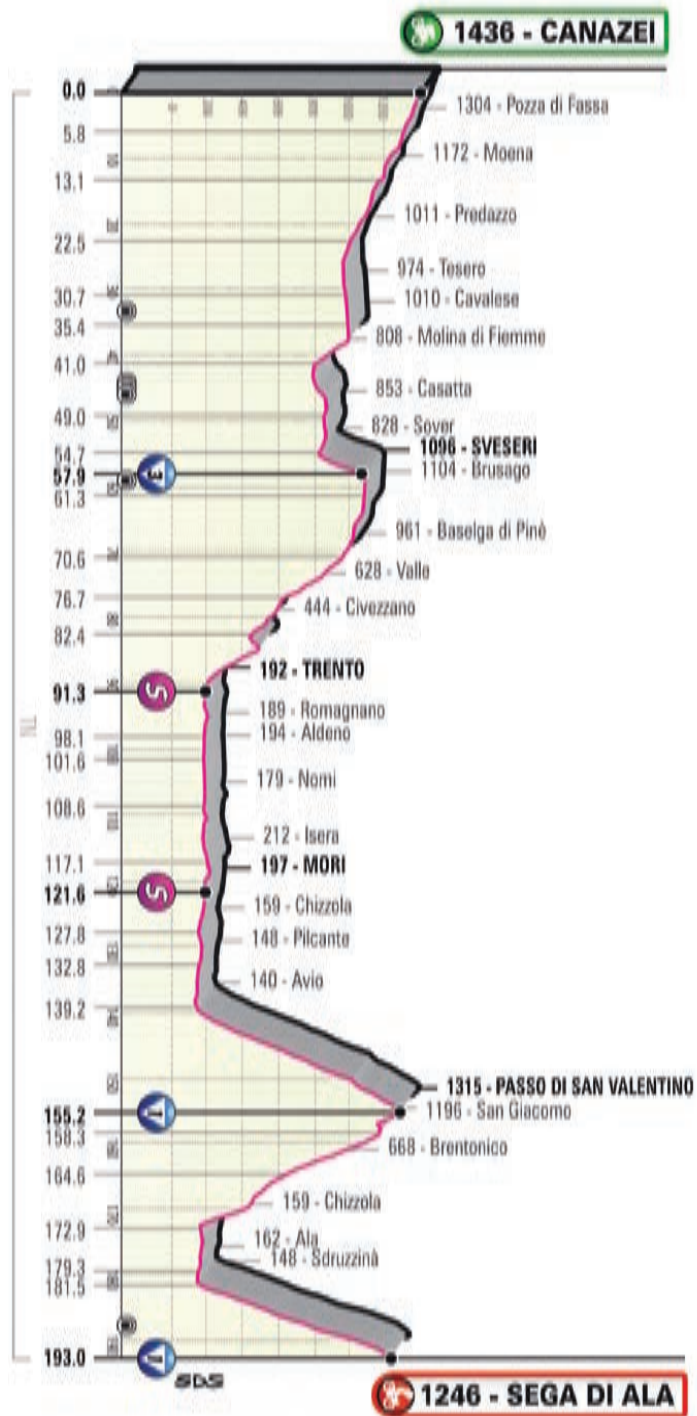 1436 - CANAZEI
0.0
1304 - Pozza di Fassa
5.8
1172 - Moena
13.1
1011 - Predazzo
22.5
974 - Tesero
30.7
1010 - Cavalese
35.4
808 - Molina di Fiemme
41.0
853 - Casatta
49.0
828 - Sover
1096 - SVESERI
54.7
1104 - Brusago
57.9
3
61.3
961 - Baselga di Pinè
70.6
628 - Valle
76.7
444 - Civezzano
82.4
192 - TRENTO
91.3
S
189 - Romagnano
98.1
194 - Aldeno
101.6
179 - Nomi
108.6
212 - Isera
117.1
197 - MORI
121.6
S
159 - Chizzola
127.8
148 - Pilcante
132.8
140 - Avio
139.2
TN
1315 - PASSO DI SAN VALENTINO
155.2
1
1196 - San Giacomo
158.3
668 - Brentonico
164.6
159 - Chizzola
172.9
162 - Ala
148 - Sdruzzinà
179.3
181.5
193.0
1
SDS
1246 - SEGA DI ALA